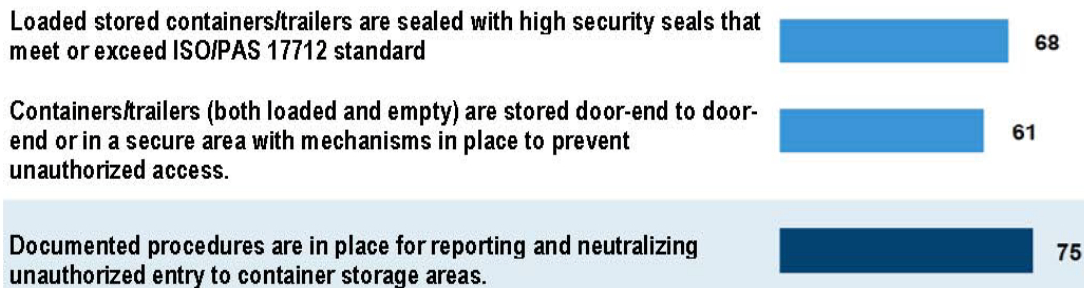 Loaded stored containers/trailers are sealed with high security seals that
meet or exceed ISO/PAS 17712 standard
68
Containers/trailers (both loaded and empty) are stored door-end to door-
end or in a secure area with mechanisms in place to prevent
unauthorized access.
61
Documented procedures are in place for reporting and neutralizing
unauthorized entry to container storage areas.
75